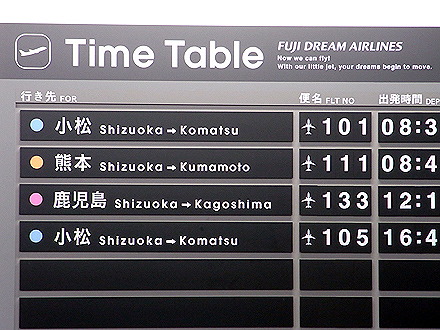 Time Table
FUJI DREAM AIRLINES
Now we can fly!
With our little jet, your dreams begin to move.
行き先 FOR 便名 FLT NO 出発時間 DEP
小松 Shizuoka➡Komatsu 101 08:3
熊本 Shizuoka➡Kumamoto 111 08:4
鹿児島 Shizuoka➡Kagoshima 133 12:1
小松 Shizuoka➡Komatsu 105 16:4